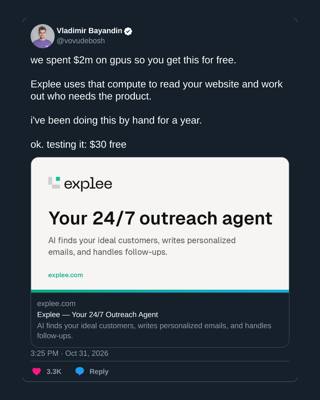 Vladimir Bayandin
@vovudebosh
we spent $2m on gpus so you get this for free.
Explee uses that compute to read your website and work
out who needs the product.
i've been doing this by hand for a year.
ok. testing it: $30 free
explee
Your 24/7 outreach agent
AI finds your ideal customers, writes personalized
emails, and handles follow-ups.
explee.com
explee.com
Explee — Your 24/7 Outreach Agent
AI finds your ideal customers, writes personalized emails, and handles
follow-ups.
3:25 PM · Oct 31, 2026
3.3K Reply